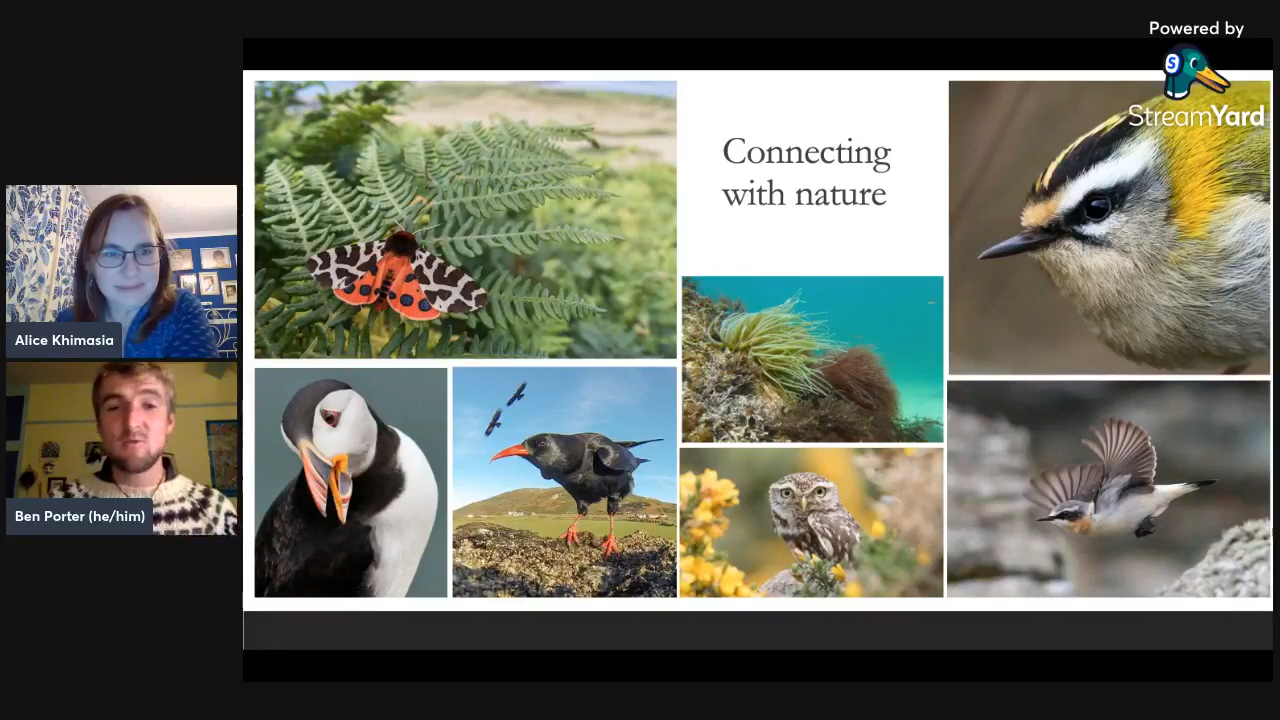 Powered by
S
StreamYard
Connecting
with nature
Alice Khimasia
Ben Porter (he/him)